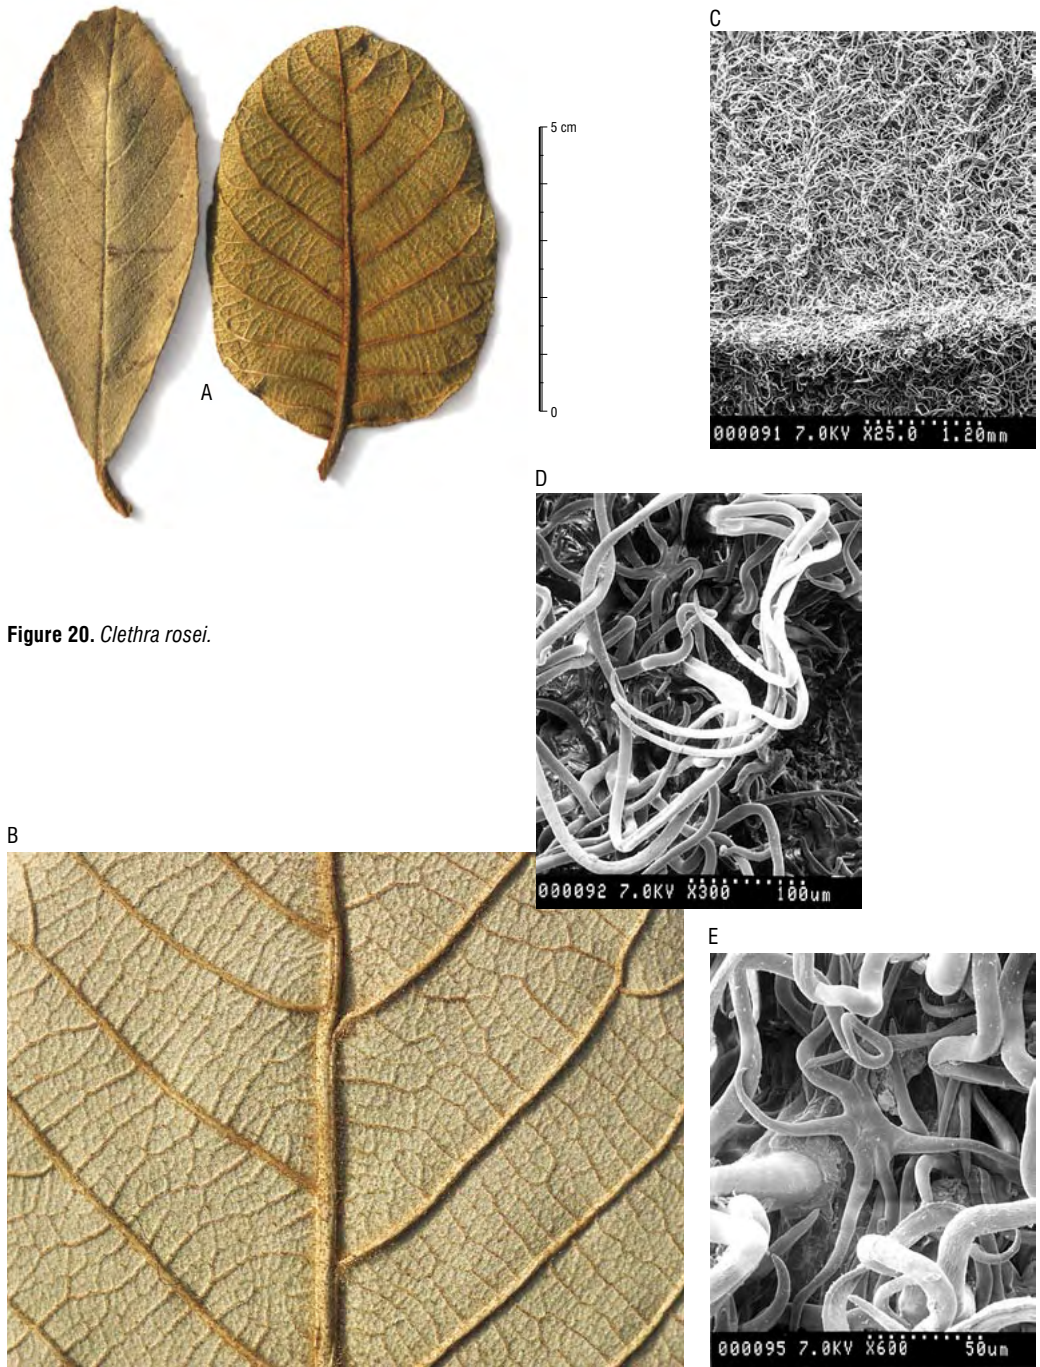 C
5 cm
A
0
000091 7.0KV X25.0 1.20mm
D
Figure 20. Clethra rosei.
B
000092 7.0KV X300 100um
E
000095 7.0KV X600 50um